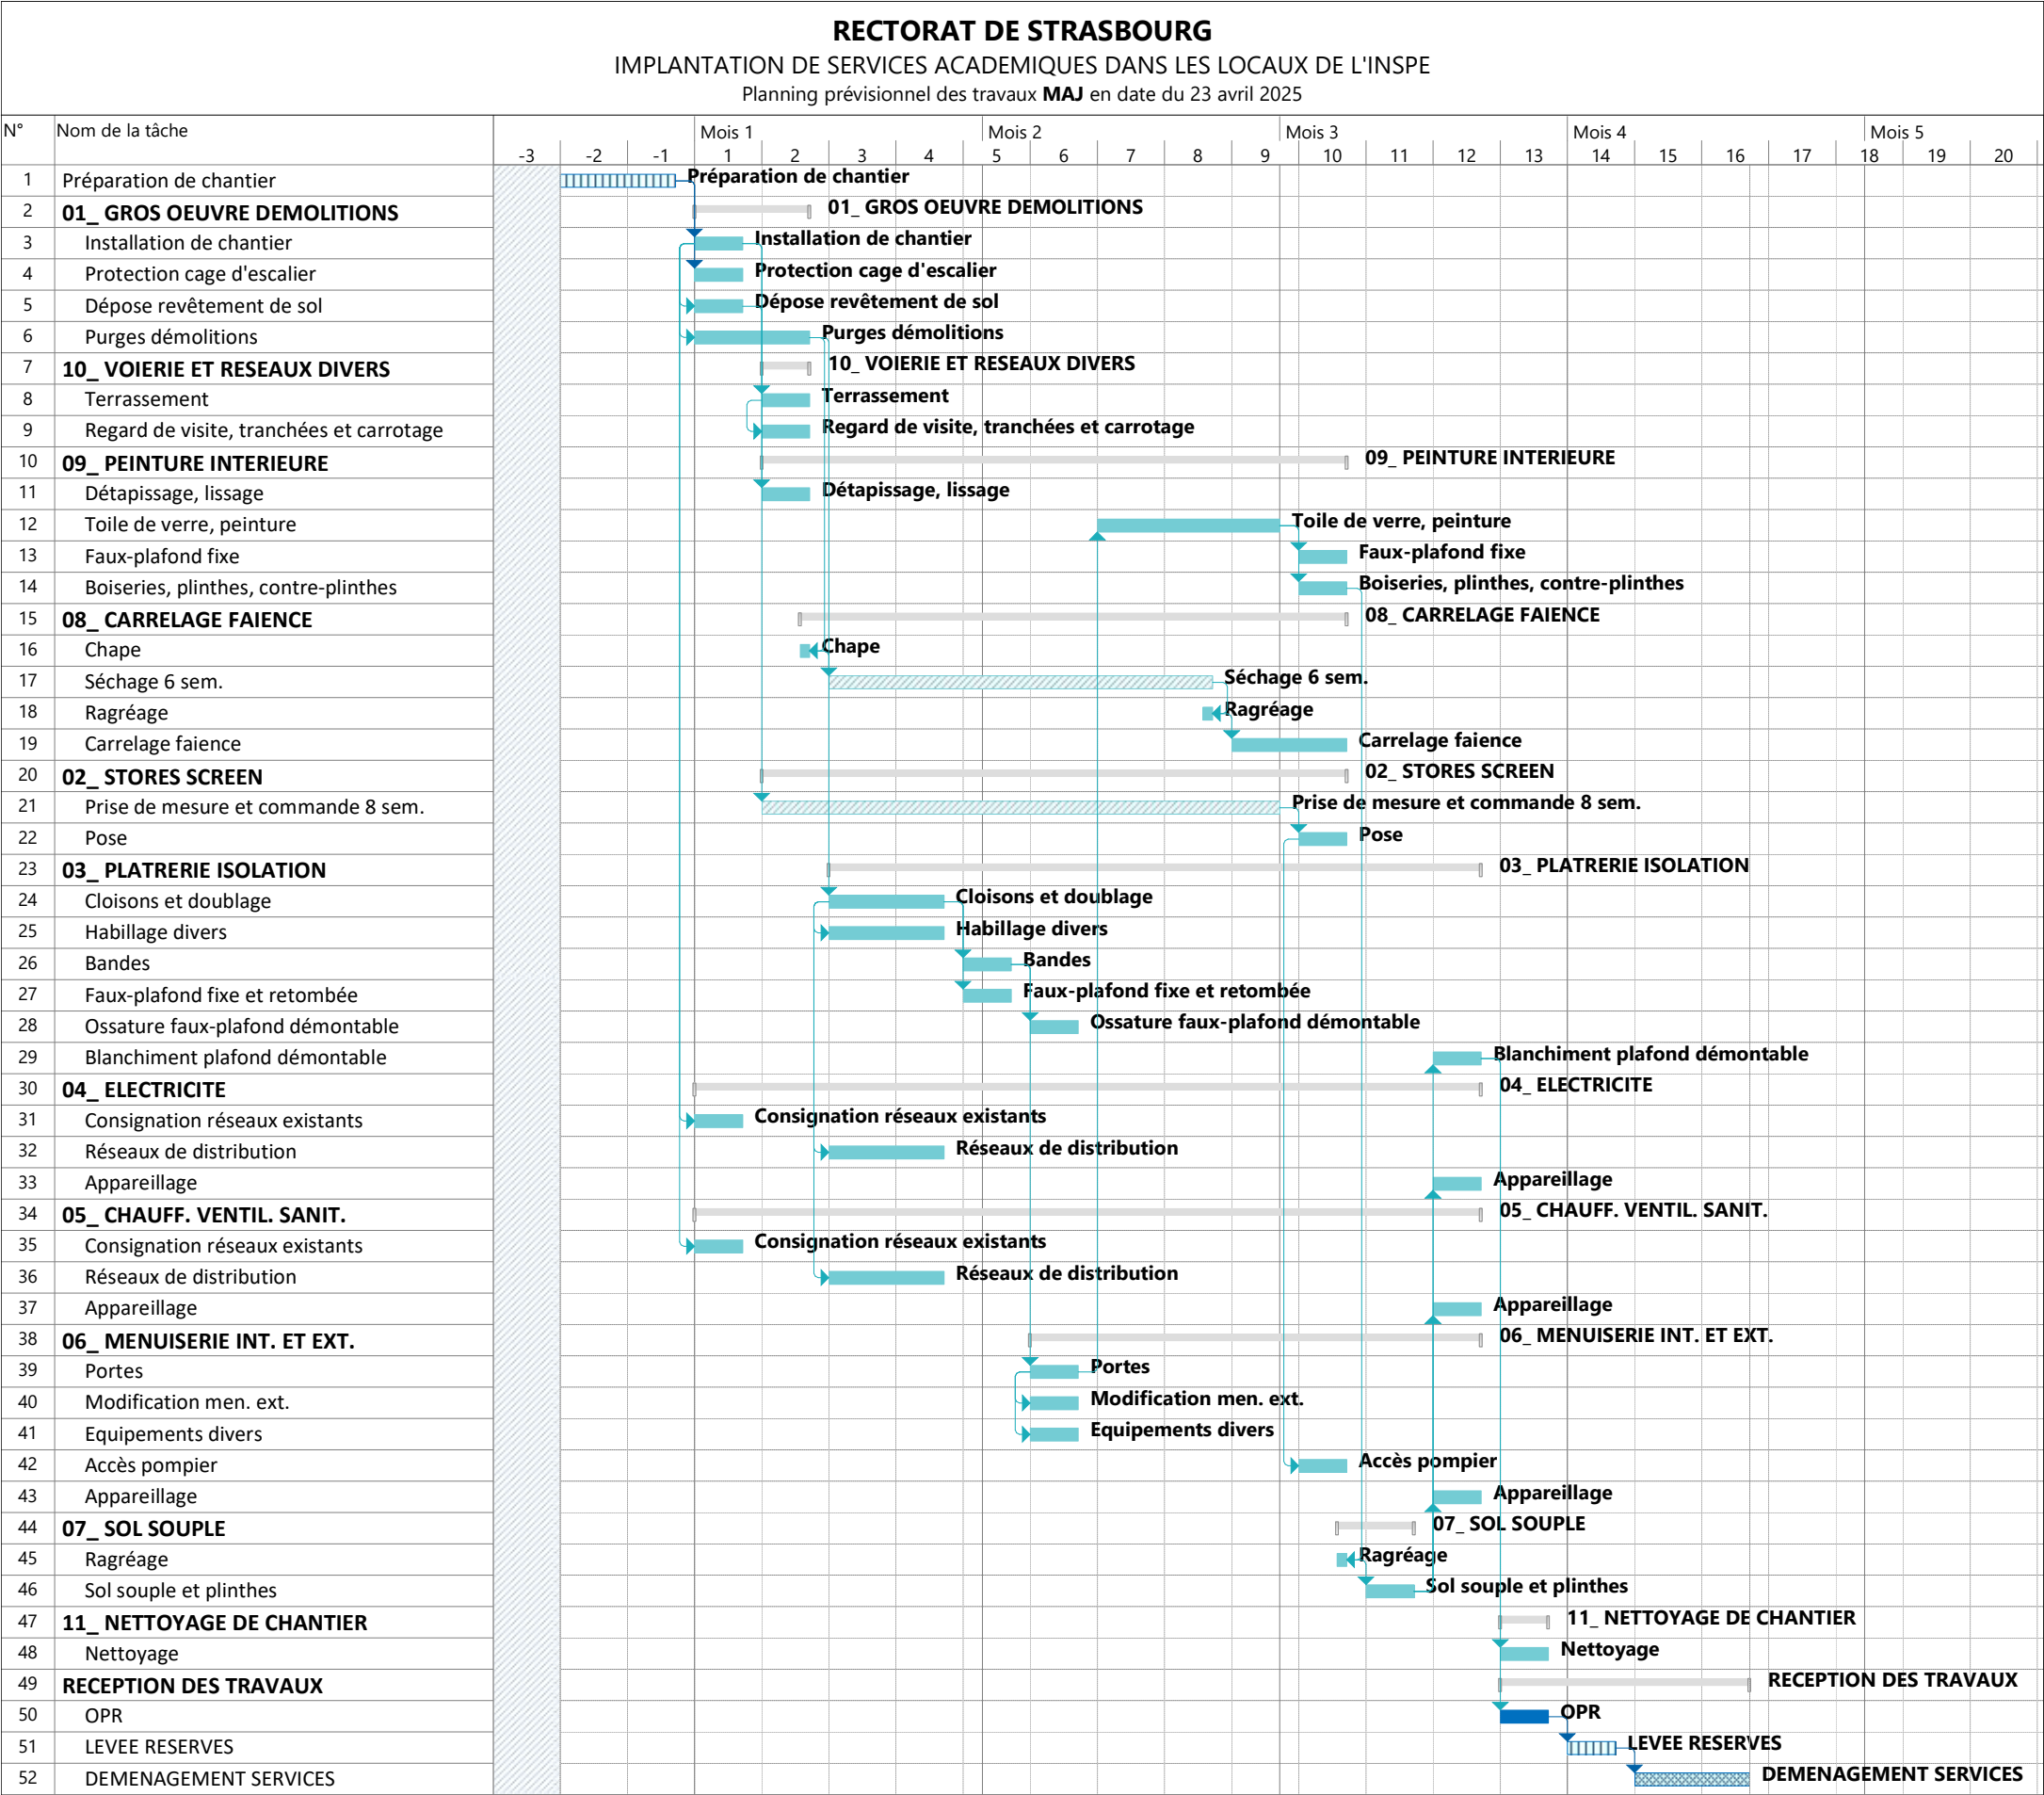 RECTORAT DE STRASBOURG
IMPLANTATION DE SERVICES ACADEMIQUES DANS LES LOCAUX DE L'INSPE
Planning prévisionnel des travaux MAJ en date du 23 avril 2025
N° Nom de la tâche Mois 1 Mois 2 Mois 3 Mois 4 Mois 5
-3 -2 -1 1 2 3 4 5 6 7 8 9 10 11 12 13 14 15 16 17 18 19 20
1 Préparation de chantier Préparation de chantier
2 01_ GROS OEUVRE DEMOLITIONS 01_ GROS OEUVRE DEMOLITIONS
3 Installation de chantier Installation de chantier
4 Protection cage d'escalier Protection cage d'escalier
5 Dépose revêtement de sol Dépose revêtement de sol
6 Purges démolitions Purges démolitions
7 10_ VOIERIE ET RESEAUX DIVERS 10_ VOIERIE ET RESEAUX DIVERS
8 Terrassement Terrassement
9 Regard de visite, tranchées et carrotage Regard de visite, tranchées et carrotage
10 09_ PEINTURE INTERIEURE 09_ PEINTURE INTERIEURE
11 Détapissage, lissage Détapissage, lissage
12 Toile de verre, peinture Toile de verre, peinture
13 Faux-plafond fixe Faux-plafond fixe
14 Boiseries, plinthes, contre-plinthes Boiseries, plinthes, contre-plinthes
15 08_ CARRELAGE FAIENCE 08_ CARRELAGE FAIENCE
16 Chape Chape
17 Séchage 6 sem. Séchage 6 sem.
18 Ragréage Ragréage
19 Carrelage faience Carrelage faience
20 02_ STORES SCREEN 02_ STORES SCREEN
21 Prise de mesure et commande 8 sem. Prise de mesure et commande 8 sem.
22 Pose Pose
23 03_ PLATRERIE ISOLATION 03_ PLATRERIE ISOLATION
24 Cloisons et doublage Cloisons et doublage
25 Habillage divers Habillage divers
26 Bandes Bandes
27 Faux-plafond fixe et retombée Faux-plafond fixe et retombée
28 Ossature faux-plafond démontable Ossature faux-plafond démontable
29 Blanchiment plafond démontable Blanchiment plafond démontable
30 04_ ELECTRICITE 04_ ELECTRICITE
31 Consignation réseaux existants Consignation réseaux existants
32 Réseaux de distribution Réseaux de distribution
33 Appareillage Appareillage
34 05_ CHAUFF. VENTIL. SANIT. 05_ CHAUFF. VENTIL. SANIT.
35 Consignation réseaux existants Consignation réseaux existants
36 Réseaux de distribution Réseaux de distribution
37 Appareillage Appareillage
38 06_ MENUISERIE INT. ET EXT. 06_ MENUISERIE INT. ET EXT.
39 Portes Portes
40 Modification men. ext. Modification men. ext.
41 Equipements divers Equipements divers
42 Accès pompier Accès pompier
43 Appareillage Appareillage
44 07_ SOL SOUPLE 07_ SOL SOUPLE
45 Ragréage Ragréage
46 Sol souple et plinthes Sol souple et plinthes
47 11_ NETTOYAGE DE CHANTIER 11_ NETTOYAGE DE CHANTIER
48 Nettoyage Nettoyage
49 RECEPTION DES TRAVAUX RECEPTION DES TRAVAUX
50 OPR OPR
51 LEVEE RESERVES LEVEE RESERVES
52 DEMENAGEMENT SERVICES DEMENAGEMENT SERVICES